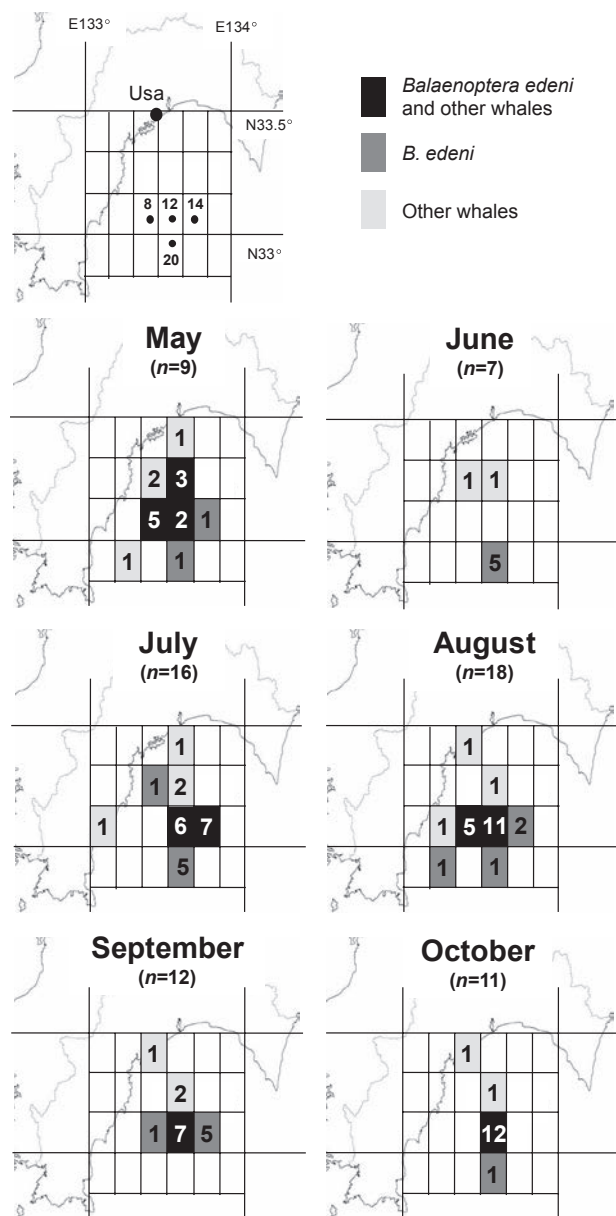 E133°
E134°
Usa
N33.5°
8 12 14
N33°
20
Balaenoptera edeni
and other whales
B. edeni
Other whales
May
(n=9)
1
2 3
5 2 1
1 1
June
(n=7)
1 1
5
July
(n=16)
1
1 2
1 6 7
5
August
(n=18)
1
1
1 5 11 2
1 1
September
(n=12)
1
2
1 7 5
October
(n=11)
1
1
12
1